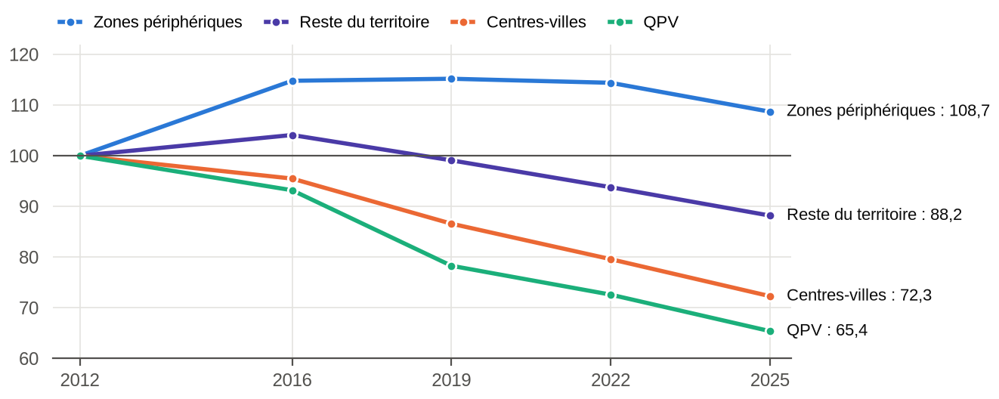 Zones périphériques Reste du territoire Centres-villes QPV
120
110
Zones périphériques : 108,7
100
90
Reste du territoire : 88,2
80
Centres-villes : 72,3
70
QPV : 65,4
60
2012 2016 2019 2022 2025